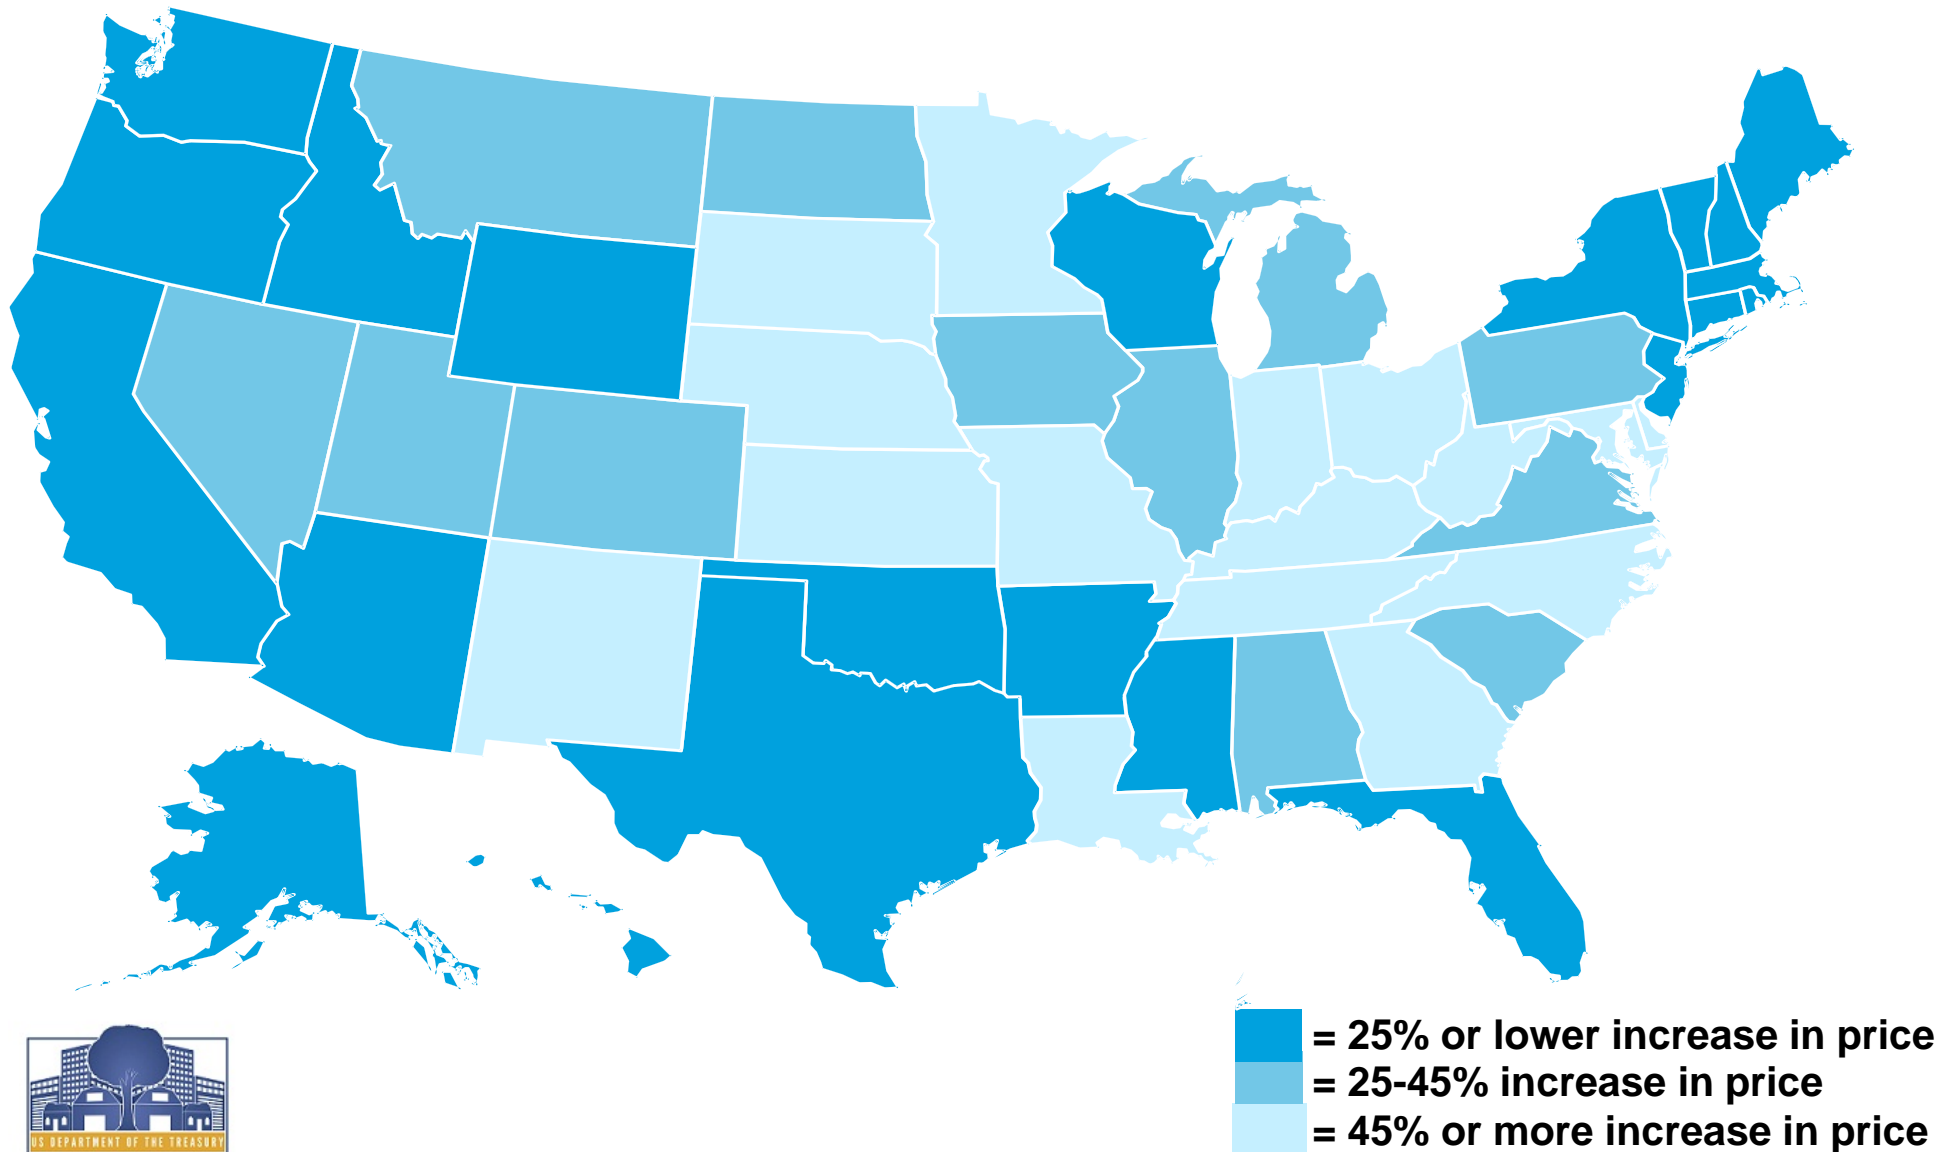 = 25% or lower increase in price
= 25-45% increase in price
= 45% or more increase in price
US DEPARTMENT OF THE TREASURY